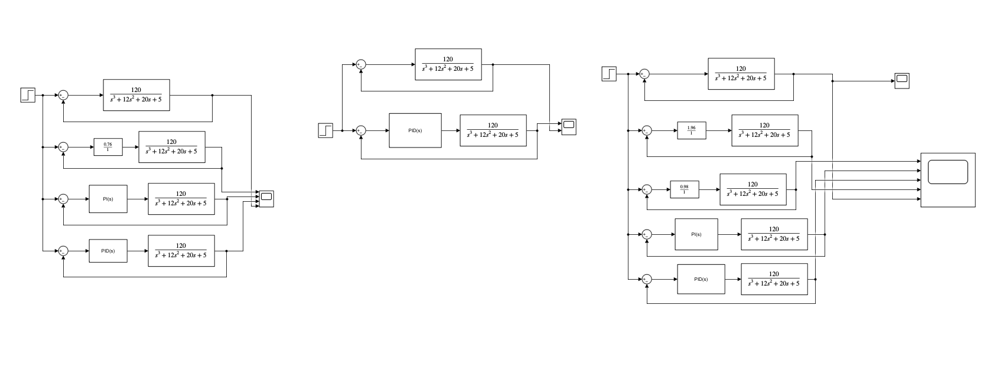 120
s³ + 12s² + 20s + 5
0.76
1
120
s³ + 12s² + 20s + 5
PI(s)
120
s³ + 12s² + 20s + 5
PID(s)
120
s³ + 12s² + 20s + 5
120
s³ + 12s² + 20s + 5
PID(s)
120
s³ + 12s² + 20s + 5
120
s³ + 12s² + 20s + 5
1.96
1
120
s³ + 12s² + 20s + 5
0.98
1
120
s³ + 12s² + 20s + 5
PI(s)
120
s³ + 12s² + 20s + 5
PID(s)
120
s³ + 12s² + 20s + 5